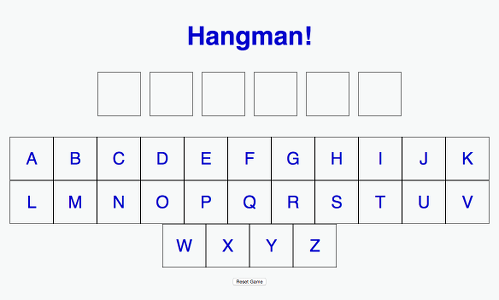 Hangman!
A B C D E F G H I J K
L M N O P Q R S T U V
W X Y Z
Reset Game